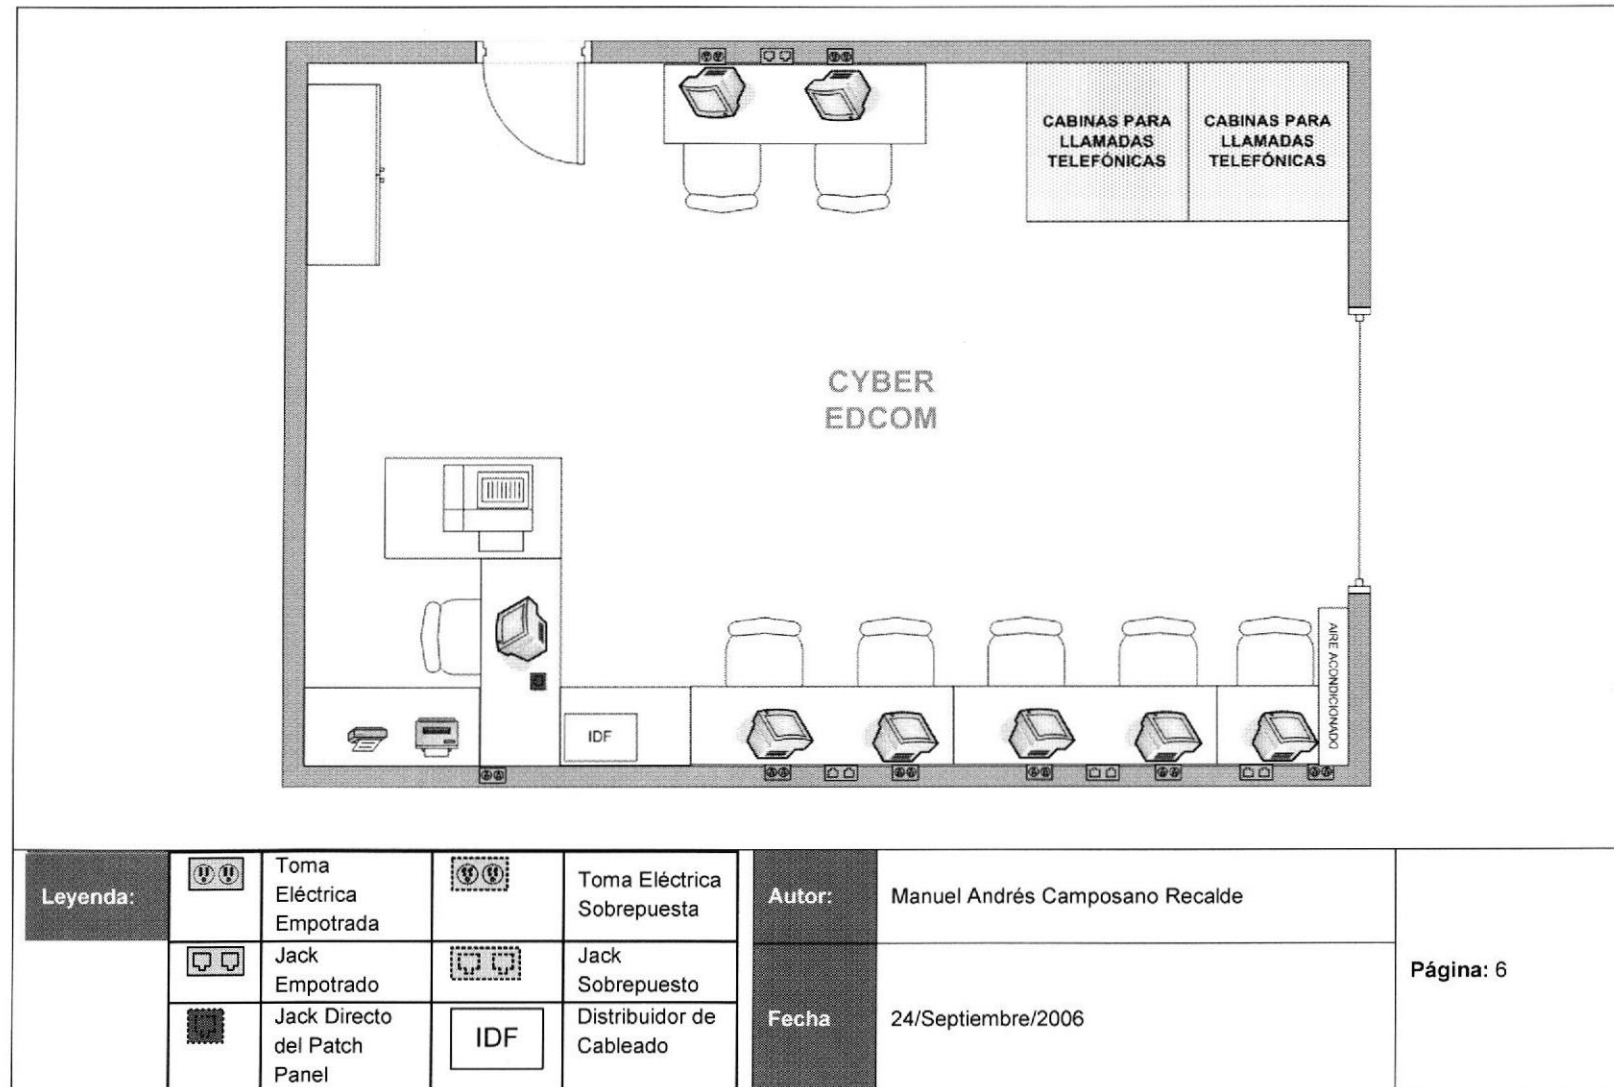 CABINAS PARA
LLAMADAS
TELEFÓNICAS
CABINAS PARA
LLAMADAS
TELEFÓNICAS
CYBER
EDCOM
AIRE ACONDICIONADO
IDF
Leyenda:
Toma
Eléctrica
Empotrada
Toma Eléctrica
Sobrepuesta
Jack
Empotrado
Jack
Sobrepuesto
Jack Directo
del Patch
Panel
IDF
Distribuidor de
Cableado
Autor:
Manuel Andrés Camposano Recalde
Fecha
24/Septiembre/2006
Página: 6